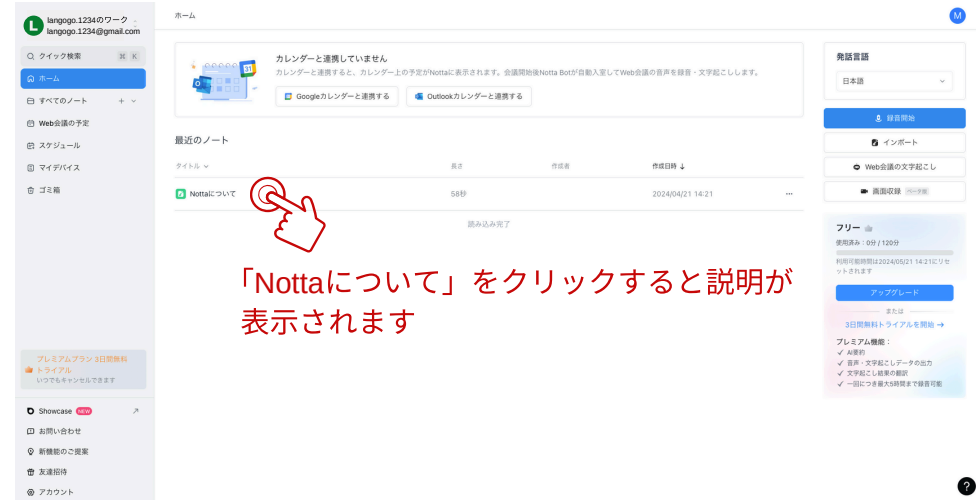 L
langogo.1234のワーク
langogo.1234@gmail.com
クイック検索 ⌘ K
ホーム
すべてのノート + 
Web会議の予定
スケジュール
マイデバイス
ゴミ箱
プレミアムプラン 3日間無料
トライアル
いつでもキャンセルできます
Showcase NEW
お問い合わせ
新機能のご提案
友達招待
アカウント
ホーム
M
31
カレンダーと連携していません
カレンダーと連携すると、カレンダー上の予定がNottaに表示されます。会議開始後Notta Botが自動入室してWeb会議の音声を録音・文字起こしします。
Googleカレンダーと連携する
Outlookカレンダーと連携する
最近のノート
タイトル 長さ 作成者 作成日時 ↓
Nottaについて 58秒 2024/04/21 14:21 ...
読み込み完了
「Nottaについて」をクリックすると説明が
表示されます
発話言語
日本語
録音開始
インポート
Web会議の文字起こし
画面収録 ベータ版
フリー
使用済み：0分 / 120分
利用可能時間は2024/05/21 14:21にリセ
ットされます
アップグレード
または
3日間無料トライアルを開始 →
プレミアム機能：
✓ AI要約
✓ 音声・文字起こしデータの出力
✓ 文字起こし結果の翻訳
✓ 一回につき最大5時間まで録音可能
?